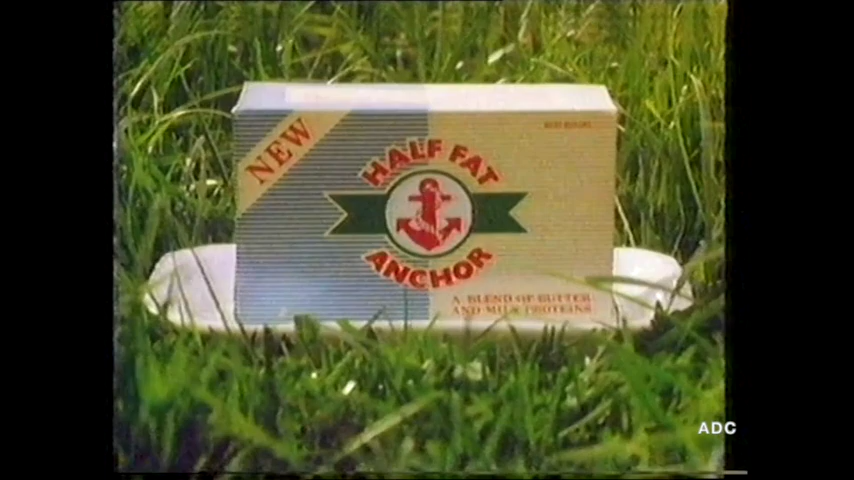 NEW
HALF FAT
ANCHOR
A BLEND OF BUTTER
AND MILK PROTEINS
ADC